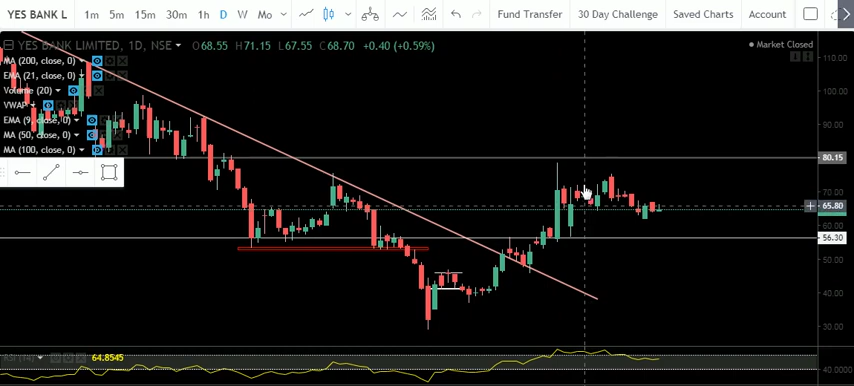 YES BANK L 1m 5m 15m 30m 1h D W Mo Fund Transfer 30 Day Challenge Saved Charts Account
YES BANK LIMITED, 1D, NSE O68.55 H71.15 L67.55 C68.70 +0.40 (+0.59%)
Market Closed
MA (200, close, 0)
EMA (21, close, 0)
Volume (20)
VWAP
EMA (9, close, 0)
MA (50, close, 0)
MA (100, close, 0)
110.00
90.00
80.15
70.00
65.80
60.00
56.30
50.00
40.00
30.00
RSI (14) 64.8545
40.0000